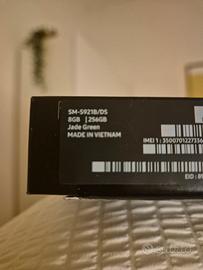 SM-S921B/DS
8GB | 256GB
Jade Green
MADE IN VIETNAM
IMEI 1 :
EID :